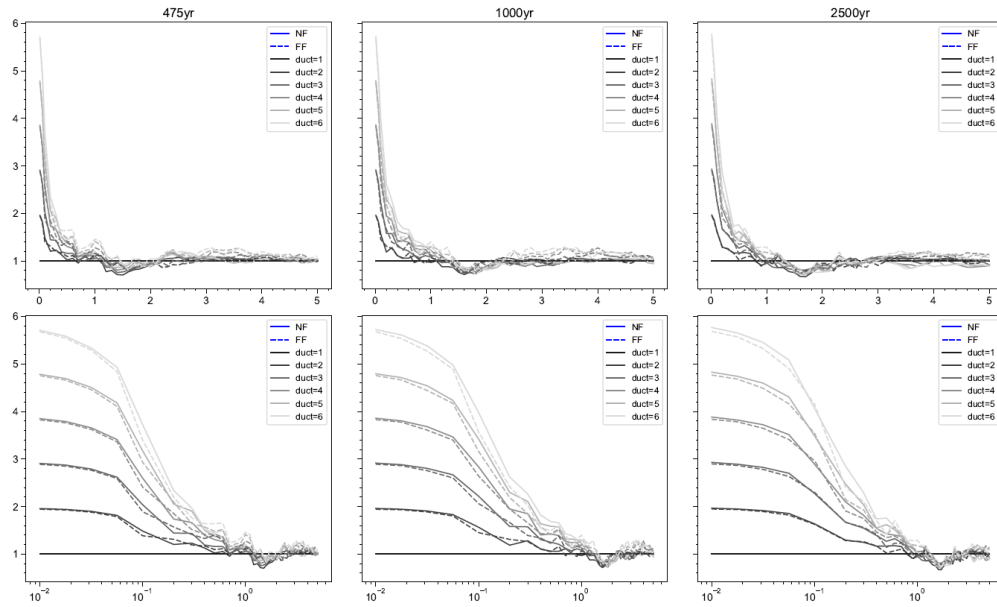 475yr
1000yr
2500yr
6
5
4
3
2
1
NF
FF
duct=1
duct=2
duct=3
duct=4
duct=5
duct=6
NF
FF
duct=1
duct=2
duct=3
duct=4
duct=5
duct=6
NF
FF
duct=1
duct=2
duct=3
duct=4
duct=5
duct=6
0 1 2 3 4 5
0 1 2 3 4 5
0 1 2 3 4 5
6
5
4
3
2
1
NF
FF
duct=1
duct=2
duct=3
duct=4
duct=5
duct=6
NF
FF
duct=1
duct=2
duct=3
duct=4
duct=5
duct=6
NF
FF
duct=1
duct=2
duct=3
duct=4
duct=5
duct=6
10⁻² 10⁻¹ 10⁰
10⁻² 10⁻¹ 10⁰
10⁻² 10⁻¹ 10⁰